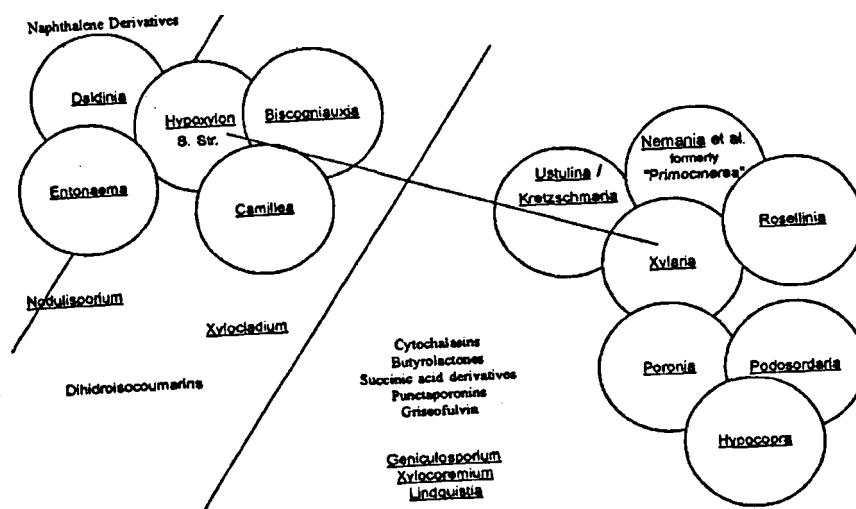 Naphthalene Derivatives
Daldinia
Hypoxylon
S. Str.
Biscogniauxia
Entonaema
Camillea
Nodulisporium
Xylocladium
Dihidroisocoumarins
Ustulina /
Kretzschmaria
Nemania et al.
formerly
"Primocinerea"
Rosellinia
Xylaria
Poronia
Podosordaria
Hypocopra
Cytochalasins
Butyrolactones
Succinic acid derivatives
Punctaporonins
Griseofulvia
Geniculosporium
Xylocoremium
Lindquistia